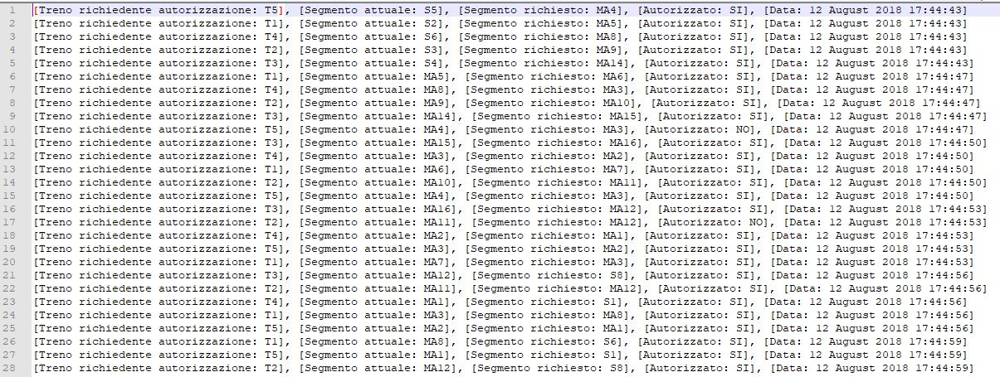 1 [Treno richiedente autorizzazione: T5], [Segmento attuale: S5], [Segmento richiesto: MA4], [Autorizzato: SI], [Data: 12 August 2018 17:44:43]
2 [Treno richiedente autorizzazione: T1], [Segmento attuale: S2], [Segmento richiesto: MA5], [Autorizzato: SI], [Data: 12 August 2018 17:44:43]
3 [Treno richiedente autorizzazione: T4], [Segmento attuale: S6], [Segmento richiesto: MA8], [Autorizzato: SI], [Data: 12 August 2018 17:44:43]
4 [Treno richiedente autorizzazione: T2], [Segmento attuale: S3], [Segmento richiesto: MA9], [Autorizzato: SI], [Data: 12 August 2018 17:44:43]
5 [Treno richiedente autorizzazione: T3], [Segmento attuale: S4], [Segmento richiesto: MA14], [Autorizzato: SI], [Data: 12 August 2018 17:44:43]
6 [Treno richiedente autorizzazione: T1], [Segmento attuale: MA5], [Segmento richiesto: MA6], [Autorizzato: SI], [Data: 12 August 2018 17:44:47]
7 [Treno richiedente autorizzazione: T4], [Segmento attuale: MA8], [Segmento richiesto: MA3], [Autorizzato: SI], [Data: 12 August 2018 17:44:47]
8 [Treno richiedente autorizzazione: T2], [Segmento attuale: MA9], [Segmento richiesto: MA10], [Autorizzato: SI], [Data: 12 August 2018 17:44:47]
9 [Treno richiedente autorizzazione: T3], [Segmento attuale: MA14], [Segmento richiesto: MA15], [Autorizzato: SI], [Data: 12 August 2018 17:44:47]
10 [Treno richiedente autorizzazione: T5], [Segmento attuale: MA4], [Segmento richiesto: MA3], [Autorizzato: NO], [Data: 12 August 2018 17:44:47]
11 [Treno richiedente autorizzazione: T3], [Segmento attuale: MA15], [Segmento richiesto: MA16], [Autorizzato: SI], [Data: 12 August 2018 17:44:50]
12 [Treno richiedente autorizzazione: T4], [Segmento attuale: MA3], [Segmento richiesto: MA2], [Autorizzato: SI], [Data: 12 August 2018 17:44:50]
13 [Treno richiedente autorizzazione: T1], [Segmento attuale: MA6], [Segmento richiesto: MA7], [Autorizzato: SI], [Data: 12 August 2018 17:44:50]
14 [Treno richiedente autorizzazione: T2], [Segmento attuale: MA10], [Segmento richiesto: MA11], [Autorizzato: SI], [Data: 12 August 2018 17:44:50]
15 [Treno richiedente autorizzazione: T5], [Segmento attuale: MA4], [Segmento richiesto: MA3], [Autorizzato: SI], [Data: 12 August 2018 17:44:50]
16 [Treno richiedente autorizzazione: T3], [Segmento attuale: MA16], [Segmento richiesto: MA12], [Autorizzato: SI], [Data: 12 August 2018 17:44:53]
17 [Treno richiedente autorizzazione: T2], [Segmento attuale: MA11], [Segmento richiesto: MA12], [Autorizzato: NO], [Data: 12 August 2018 17:44:53]
18 [Treno richiedente autorizzazione: T4], [Segmento attuale: MA2], [Segmento richiesto: MA1], [Autorizzato: SI], [Data: 12 August 2018 17:44:53]
19 [Treno richiedente autorizzazione: T5], [Segmento attuale: MA3], [Segmento richiesto: MA2], [Autorizzato: SI], [Data: 12 August 2018 17:44:53]
20 [Treno richiedente autorizzazione: T1], [Segmento attuale: MA7], [Segmento richiesto: MA3], [Autorizzato: SI], [Data: 12 August 2018 17:44:53]
21 [Treno richiedente autorizzazione: T3], [Segmento attuale: MA12], [Segmento richiesto: S8], [Autorizzato: SI], [Data: 12 August 2018 17:44:56]
22 [Treno richiedente autorizzazione: T2], [Segmento attuale: MA11], [Segmento richiesto: MA12], [Autorizzato: SI], [Data: 12 August 2018 17:44:56]
23 [Treno richiedente autorizzazione: T4], [Segmento attuale: MA1], [Segmento richiesto: S1], [Autorizzato: SI], [Data: 12 August 2018 17:44:56]
24 [Treno richiedente autorizzazione: T1], [Segmento attuale: MA3], [Segmento richiesto: MA8], [Autorizzato: SI], [Data: 12 August 2018 17:44:56]
25 [Treno richiedente autorizzazione: T5], [Segmento attuale: MA2], [Segmento richiesto: MA1], [Autorizzato: SI], [Data: 12 August 2018 17:44:56]
26 [Treno richiedente autorizzazione: T1], [Segmento attuale: MA8], [Segmento richiesto: S6], [Autorizzato: SI], [Data: 12 August 2018 17:44:59]
27 [Treno richiedente autorizzazione: T5], [Segmento attuale: MA1], [Segmento richiesto: S1], [Autorizzato: SI], [Data: 12 August 2018 17:44:59]
28 [Treno richiedente autorizzazione: T2], [Segmento attuale: MA12], [Segmento richiesto: S8], [Autorizzato: SI], [Data: 12 August 2018 17:44:59]